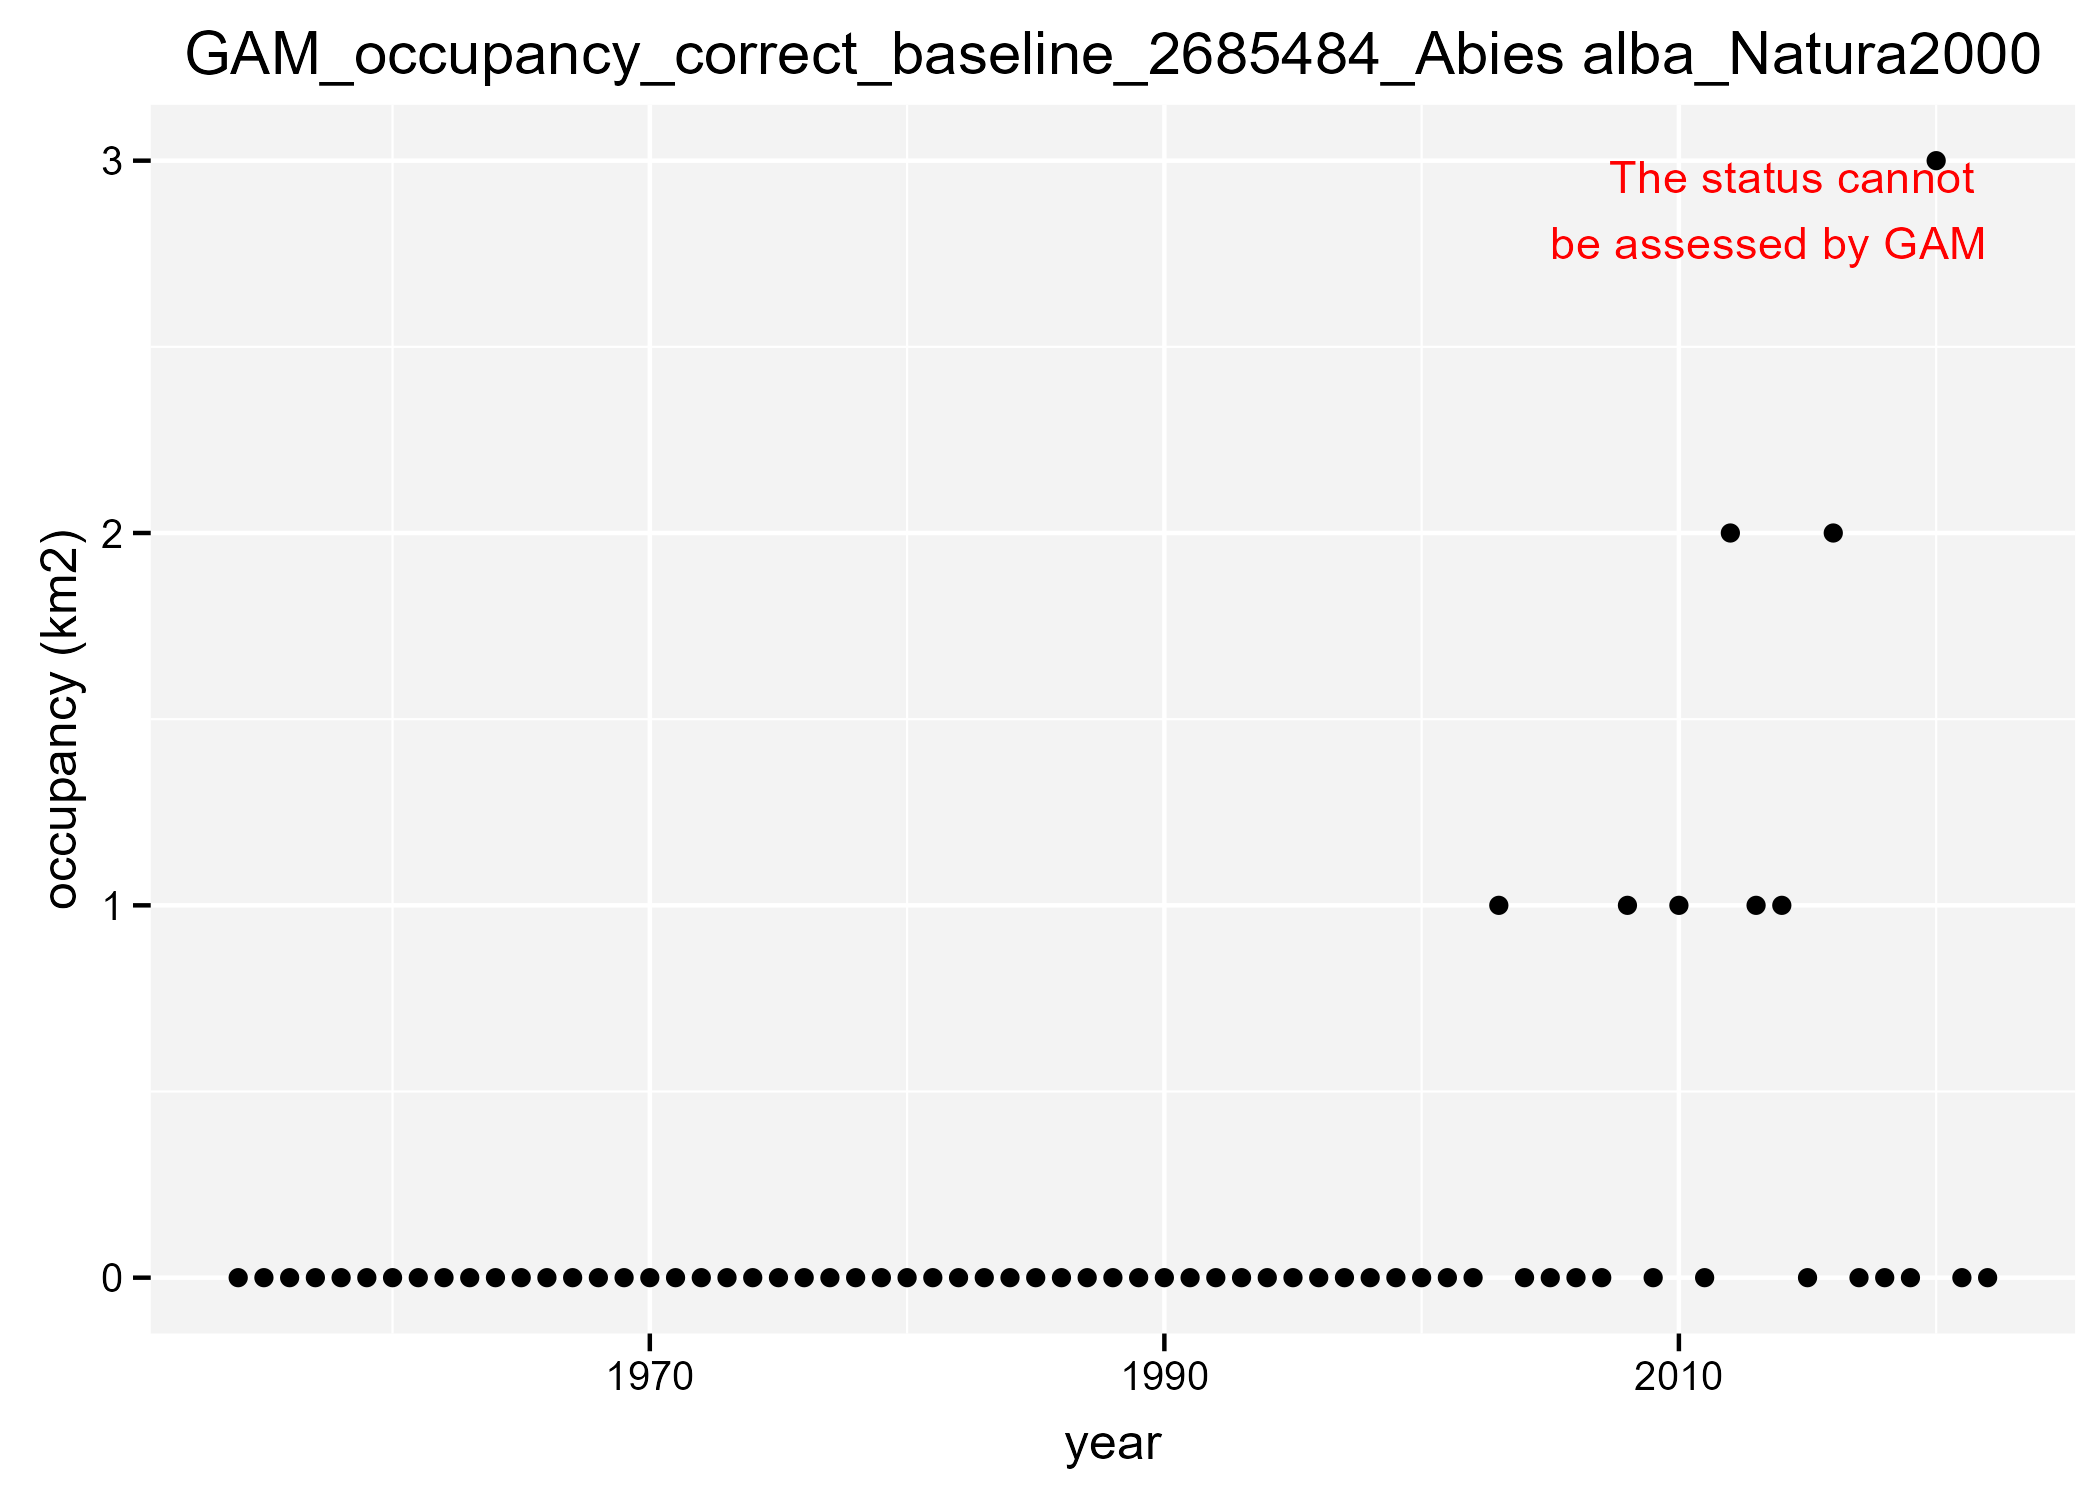 GAM_occupancy_correct_baseline_2685484_Abies alba_Natura2000
3
The status cannot
be assessed by GAM
2
occupancy (km2)
1
0
1970 1990 2010
year